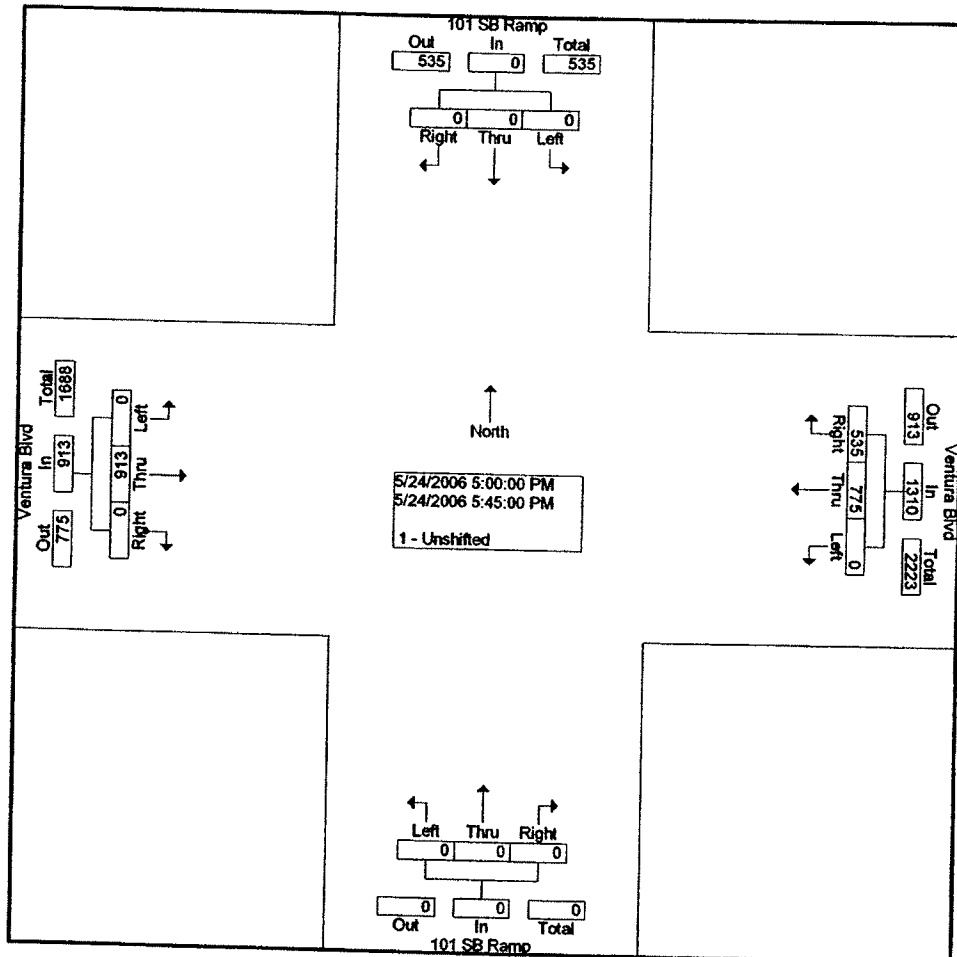 101 SB Ramp
Out In Total
535 0 535
0 0 0
Right Thru Left
Ventura Blvd
Total 1688
In 913
Out 775
Left 0
Thru 913
Right 0
North
5/24/2006 5:00:00 PM
5/24/2006 5:45:00 PM
1 - Unshifted
Right 535
Thru 775
Left 0
Out 913
In 1310
Total 2223
Ventura Blvd
Left Thru Right
0 0 0
0 0 0
Out In Total
101 SB Ramp